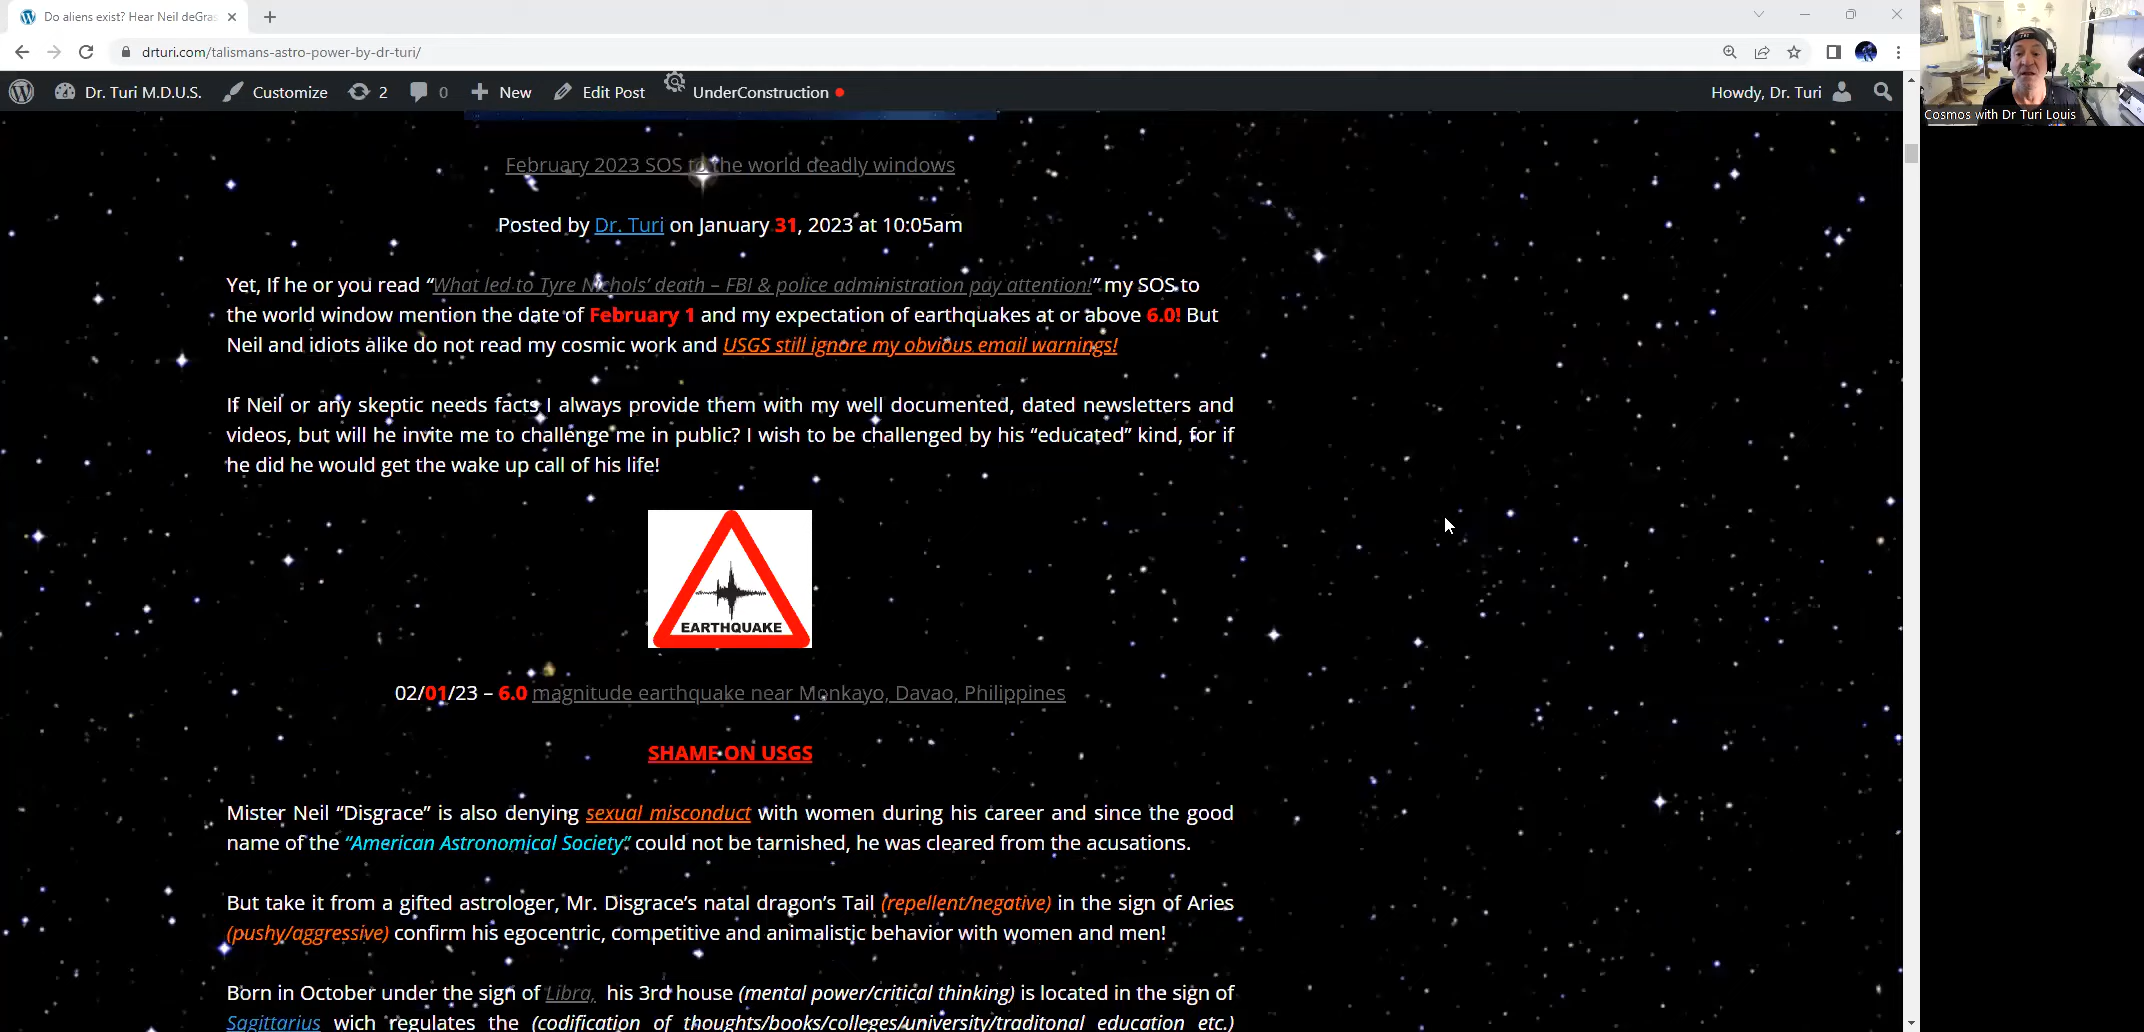 Do aliens exist? Hear Neil deGras
drturi.com/talismans-astro-power-by-dr-turi/
Dr. Turi M.D.U.S. Customize 2 0 New Edit Post UnderConstruction Howdy, Dr. Turi
Cosmos with Dr Turi Louis
February 2023 SOS to the world deadly windows
Posted by Dr. Turi on January 31, 2023 at 10:05am
Yet, If he or you read “What led to Tyre Nichols’ death – FBI & police administration pay attention!” my SOS to
the world window mention the date of February 1 and my expectation of earthquakes at or above 6.0! But
Neil and idiots alike do not read my cosmic work and USGS still ignore my obvious email warnings!
If Neil or any skeptic needs facts I always provide them with my well documented, dated newsletters and
videos, but will he invite me to challenge me in public? I wish to be challenged by his “educated” kind, for if
he did he would get the wake up call of his life!
EARTHQUAKE
02/01/23 – 6.0 magnitude earthquake near Monkayo, Davao, Philippines
SHAME ON USGS
Mister Neil “Disgrace” is also denying sexual misconduct with women during his career and since the good
name of the “American Astronomical Society” could not be tarnished, he was cleared from the acusations.
But take it from a gifted astrologer, Mr. Disgrace’s natal dragon’s Tail (repellent/negative) in the sign of Aries
(pushy/aggressive) confirm his egocentric, competitive and animalistic behavior with women and men!
Born in October under the sign of Libra, his 3rd house (mental power/critical thinking) is located in the sign of
Sagittarius wich regulates the (codification of thoughts/books/colleges/university/traditonal education etc.)